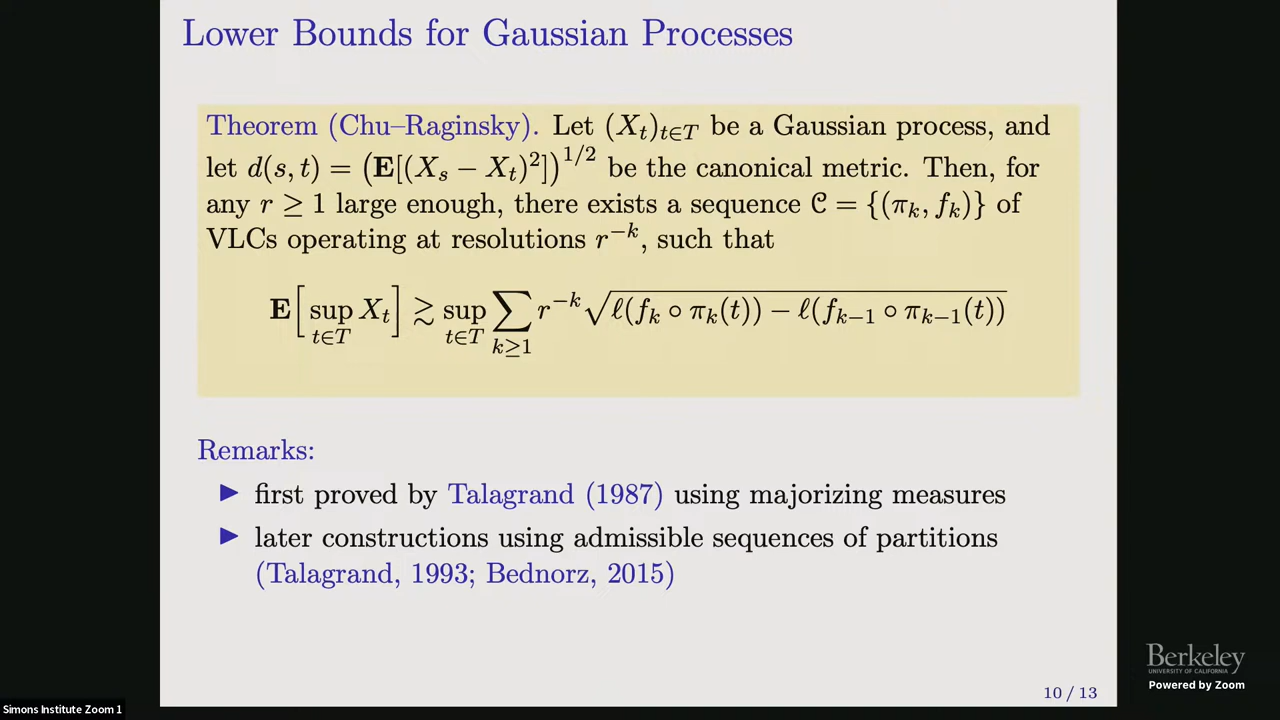 Lower Bounds for Gaussian Processes
Theorem (Chu–Raginsky). Let (X_t)_{t∈T} be a Gaussian process, and
let d(s, t) = (E[(X_s − X_t)^2])^{1/2} be the canonical metric. Then, for
any r ≥ 1 large enough, there exists a sequence 𝒞 = {(π_k, f_k)} of
VLCs operating at resolutions r^{−k}, such that
E[sup_{t∈T} X_t] ≳ sup_{t∈T} ∑_{k≥1} r^{−k} √(ℓ(f_k ∘ π_k(t)) − ℓ(f_{k−1} ∘ π_{k−1}(t)))
Remarks:
▶ first proved by Talagrand (1987) using majorizing measures
▶ later constructions using admissible sequences of partitions
(Talagrand, 1993; Bednorz, 2015)
10 / 13
Berkeley
UNIVERSITY OF CALIFORNIA
Powered by Zoom
Simons Institute Zoom 1